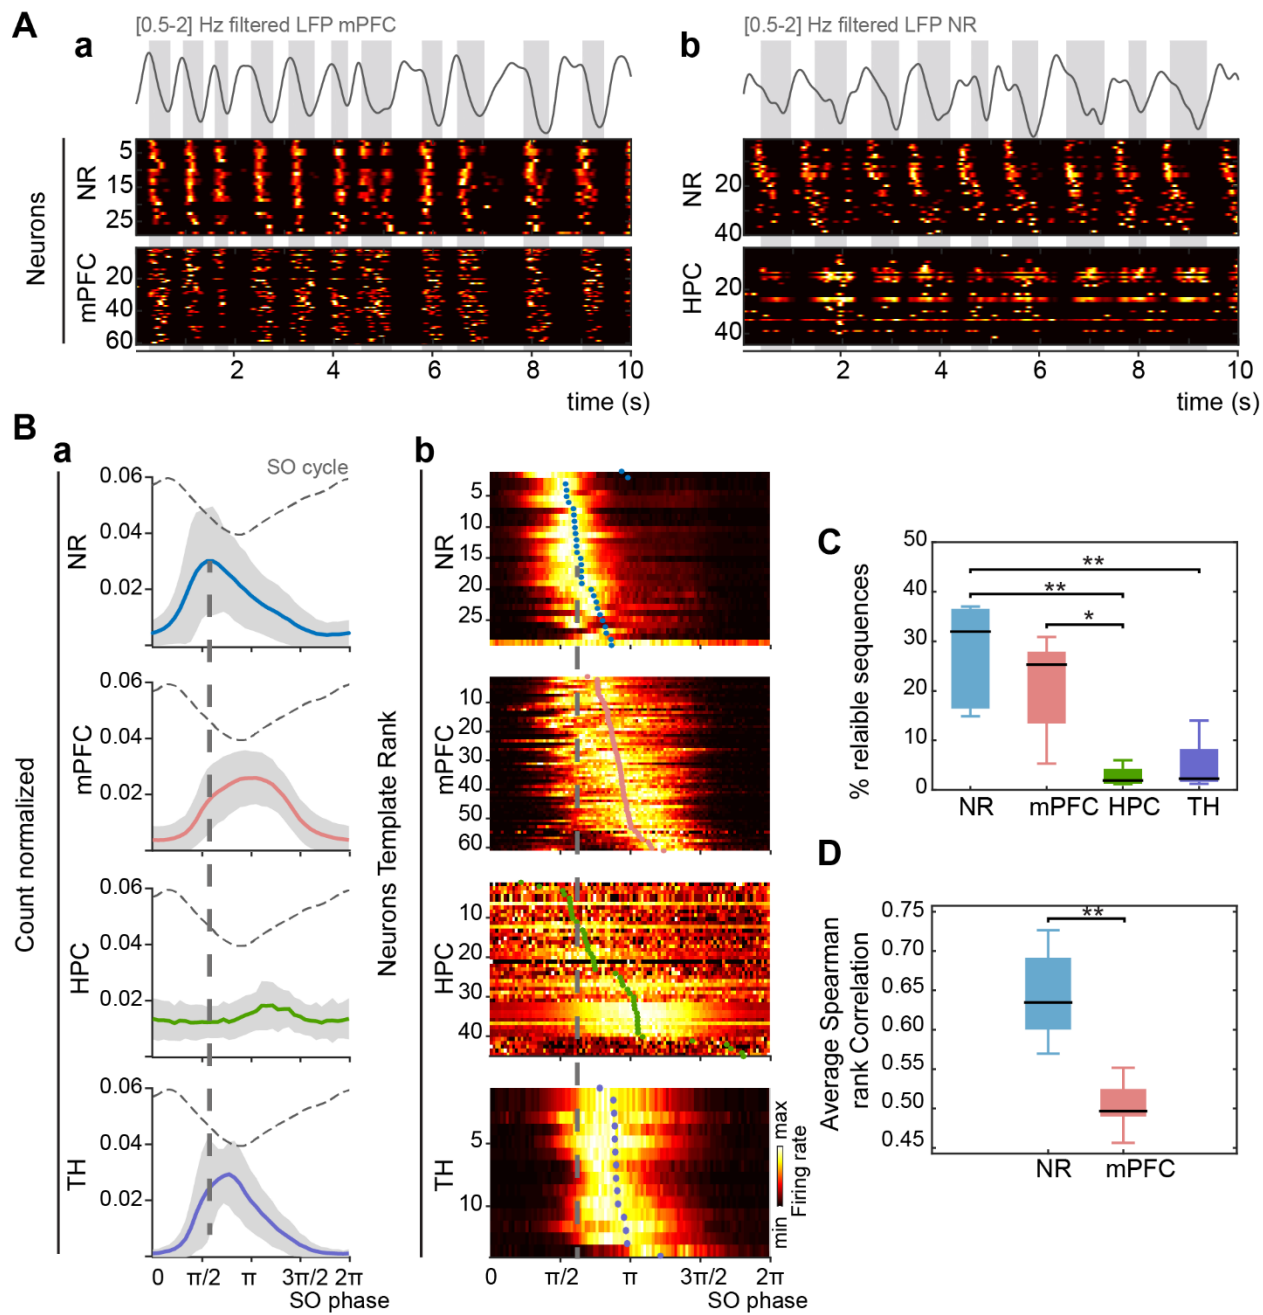 A
a
[0.5-2] Hz filtered LFP mPFC
b
[0.5-2] Hz filtered LFP NR
Neurons
NR
5
15
25
mPFC
20
40
60
2
4
6
8
10
time (s)
NR
20
40
HPC
20
40
2
4
6
8
10
time (s)
B
a
Count normalized
SO cycle
NR
0.06
0.04
0.02
mPFC
0.06
0.04
0.02
HPC
0.06
0.04
0.02
TH
0.06
0.04
0.02
0
π/2
π
3π/2
2π
SO phase
b
Neurons Template Rank
NR
5
10
15
20
25
mPFC
10
20
30
40
50
60
HPC
10
20
30
40
TH
5
10
min
max
Firing rate
0
π/2
π
3π/2
2π
SO phase
C
% relaible sequences
50
40
30
20
10
0
**
**
*
NR
mPFC
HPC
TH
D
Average Spearman
rank Correlation
0.75
0.70
0.65
0.60
0.55
0.50
0.45
**
NR
mPFC